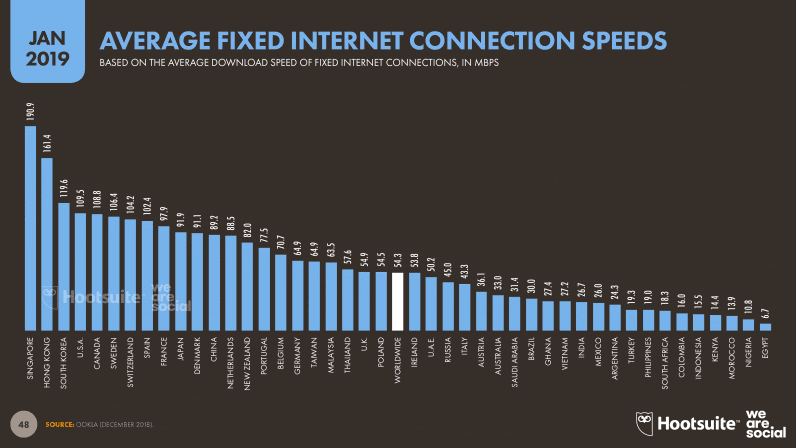 JAN
2019
AVERAGE FIXED INTERNET CONNECTION SPEEDS
BASED ON THE AVERAGE DOWNLOAD SPEED OF FIXED INTERNET CONNECTIONS, IN MBPS
190.9
161.4
119.6
109.5
108.8
106.4
104.2
102.4
97.9
91.9
91.1
89.2
88.5
82.0
77.5
70.7
64.9
64.9
63.5
57.6
54.9
54.5
54.3
53.8
50.2
45.0
43.3
36.1
33.0
31.4
30.0
27.4
27.2
26.7
26.0
24.3
19.3
19.0
18.3
16.0
15.5
14.4
13.9
10.8
6.7
Hootsuite™
we
are
social
SINGAPORE
HONG KONG
SOUTH KOREA
U.S.A.
CANADA
SWEDEN
SWITZERLAND
SPAIN
FRANCE
JAPAN
DENMARK
CHINA
NETHERLANDS
NEW ZEALAND
PORTUGAL
BELGIUM
GERMANY
TAIWAN
MALAYSIA
THAILAND
U.K.
POLAND
WORLDWIDE
IRELAND
U.A.E.
RUSSIA
ITALY
AUSTRIA
AUSTRALIA
SAUDI ARABIA
BRAZIL
GHANA
VIETNAM
INDIA
MEXICO
ARGENTINA
TURKEY
PHILIPPINES
SOUTH AFRICA
COLOMBIA
INDONESIA
KENYA
MOROCCO
NIGERIA
EGYPT
48
SOURCE: OOKLA (DECEMBER 2018).
Hootsuite™
we
are
social